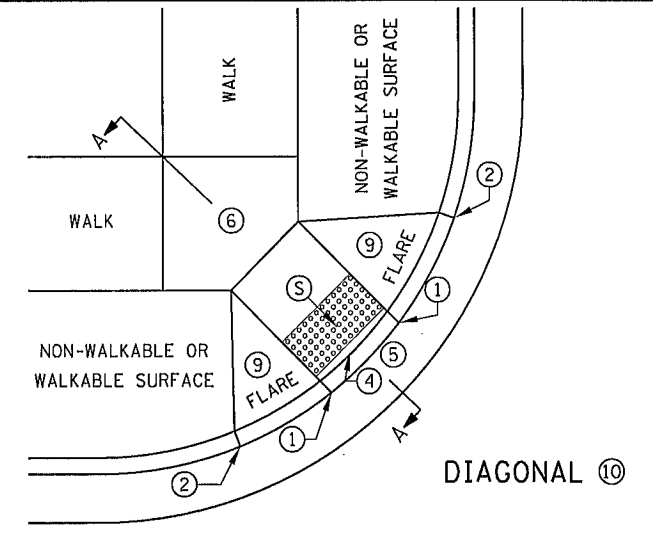 WALK
NON-WALKABLE OR
WALKABLE SURFACE
A
2
6
WALK
9
FLARE
S
1
5
NON-WALKABLE OR
WALKABLE SURFACE
9
FLARE
4
1
A
2
DIAGONAL 10